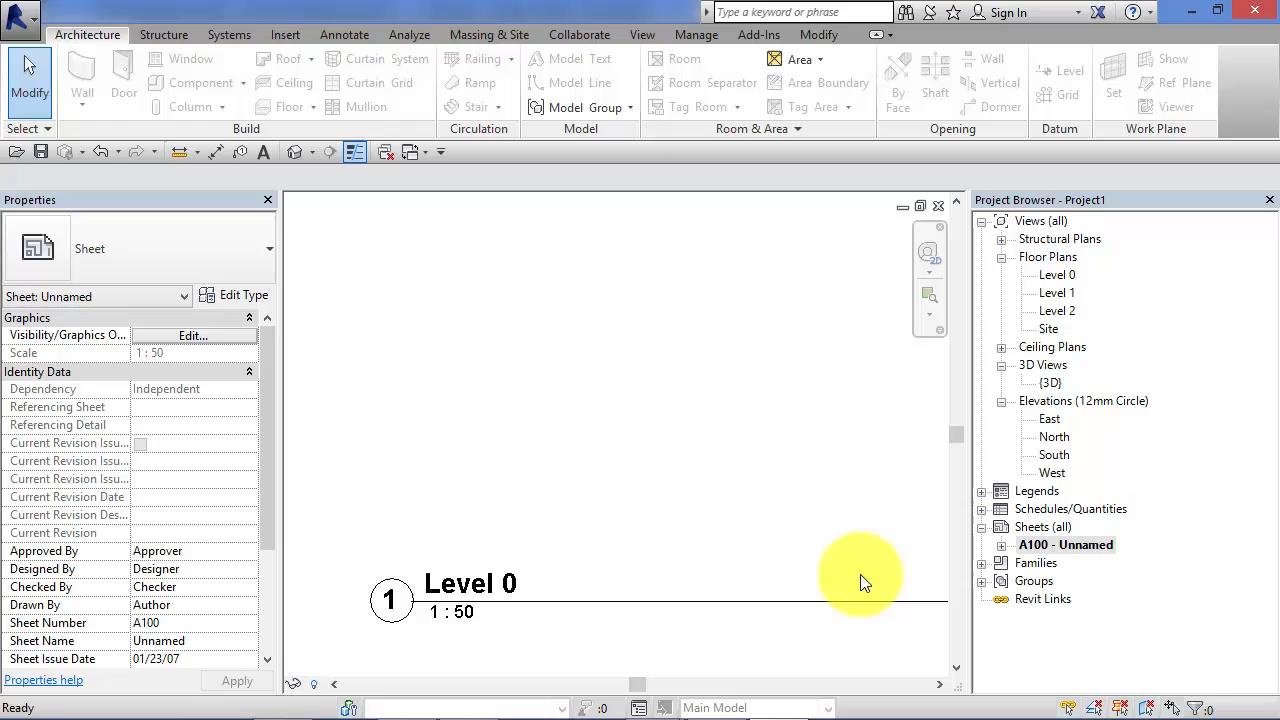 Type a keyword or phrase
Sign In
Architecture Structure Systems Insert Annotate Analyze Massing & Site Collaborate View Manage Add-Ins Modify
Modify
Select
Wall
Door
Window
Component
Column
Roof
Ceiling
Floor
Curtain System
Curtain Grid
Mullion
Build
Railing
Ramp
Stair
Circulation
Model Text
Model Line
Model Group
Model
Room
Room Separator
Tag Room
Area
Area Boundary
Tag Area
Room & Area
By
Face
Shaft
Wall
Vertical
Dormer
Opening
Level
Grid
Datum
Set
Show
Ref Plane
Viewer
Work Plane
Properties
Sheet
Sheet: Unnamed
Edit Type
Graphics
Visibility/Graphics O... Edit...
Scale 1 : 50
Identity Data
Dependency Independent
Referencing Sheet
Referencing Detail
Current Revision Issu...
Current Revision Issu...
Current Revision Issu...
Current Revision Date
Current Revision Des...
Current Revision
Approved By Approver
Designed By Designer
Checked By Checker
Drawn By Author
Sheet Number A100
Sheet Name Unnamed
Sheet Issue Date 01/23/07
Properties help
Apply
2D
1
Level 0
1 : 50
Project Browser - Project1
Views (all)
Structural Plans
Floor Plans
Level 0
Level 1
Level 2
Site
Ceiling Plans
3D Views
{3D}
Elevations (12mm Circle)
East
North
South
West
Legends
Schedules/Quantities
Sheets (all)
A100 - Unnamed
Families
Groups
Revit Links
Ready
:0
Main Model
:0